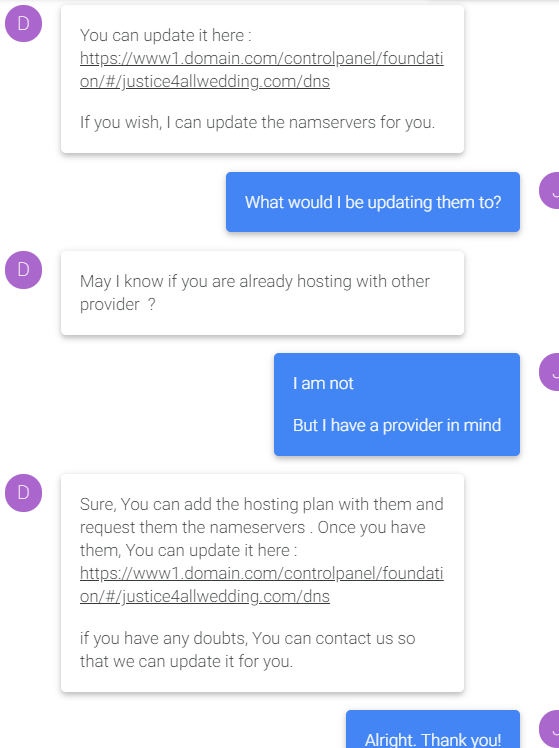 D
You can update it here :
https://www1.domain.com/controlpanel/foundati
on/#/justice4allwedding.com/dns
If you wish, I can update the namservers for you.
What would I be updating them to?
D
May I know if you are already hosting with other
provider ?
I am not
But I have a provider in mind
D
Sure, You can add the hosting plan with them and
request them the nameservers . Once you have
them, You can update it here :
https://www1.domain.com/controlpanel/foundati
on/#/justice4allwedding.com/dns
if you have any doubts, You can contact us so
that we can update it for you.
Alright. Thank you!